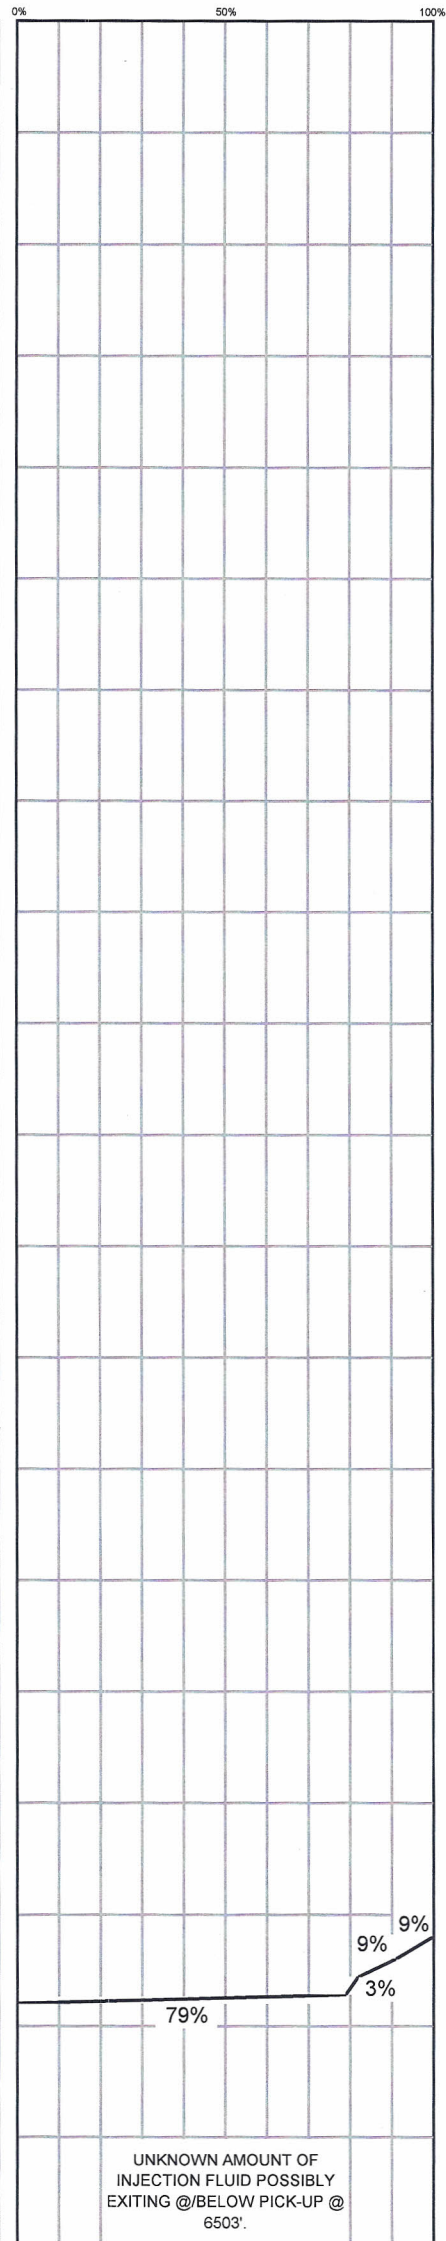 0% 50% 100%
9%
9%
3%
79%
UNKNOWN AMOUNT OF
INJECTION FLUID POSSIBLY
EXITING @/BELOW PICK-UP @
6503'.